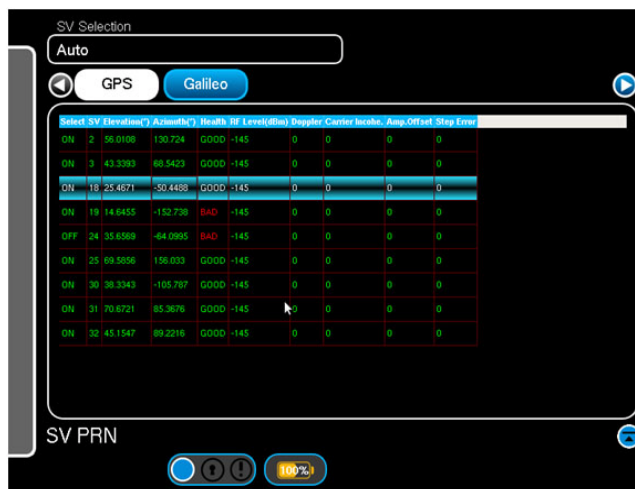 SV Selection
Auto
GPS Galileo
Select SV Elevation(°) Azimuth(°) Health RF Level(dBm) Doppler Carrier Incohe. Amp.Offset Step Error
ON 2 56.0108 130.724 GOOD -145 0 0 0 0
ON 3 43.3393 68.5423 GOOD -145 0 0 0 0
ON 18 25.4671 -50.4488 GOOD -145 0 0 0 0
ON 19 14.6455 -152.738 BAD -145 0 0 0 0
OFF 24 35.6569 -64.0995 BAD -145 0 0 0 0
ON 25 69.5856 156.033 GOOD -145 0 0 0 0
ON 30 38.3343 -105.787 GOOD -145 0 0 0 0
ON 31 70.6721 85.3676 GOOD -145 0 0 0 0
ON 32 45.1547 89.2216 GOOD -145 0 0 0 0
SV PRN
100%